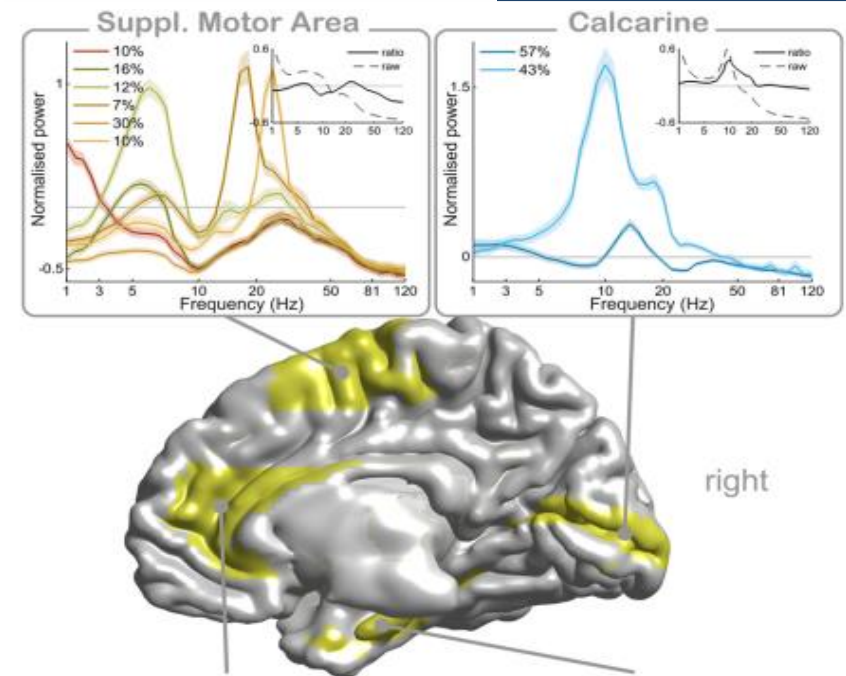 Suppl. Motor Area
Normalised power
1
-0.5
10%
16%
12%
7%
30%
10%
0.6
-0.6
ratio
raw
1 5 10 20 50 120
1 3 5 10 20 50 81 120
Frequency (Hz)
Calcarine
Normalised power
1.5
0
57%
43%
0.6
-0.6
ratio
raw
1 5 10 20 50 120
1 3 5 10 20 50 81 120
Frequency (Hz)
right